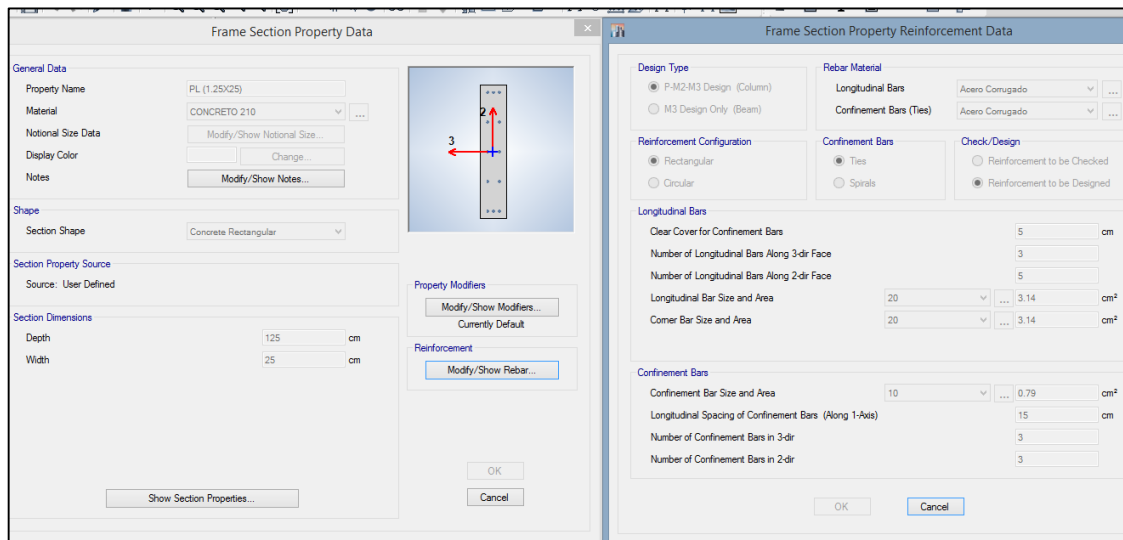 Frame Section Property Data
General Data
Property Name PL (1.25X25)
Material CONCRETO 210 ...
Notional Size Data Modify/Show Notional Size...
Display Color Change...
Notes Modify/Show Notes...
Shape
Section Shape Concrete Rectangular
Section Property Source
Source: User Defined
Section Dimensions
Depth 125 cm
Width 25 cm
Show Section Properties...
2
3
Property Modifiers
Modify/Show Modifiers...
Currently Default
Reinforcement
Modify/Show Rebar...
OK
Cancel
Frame Section Property Reinforcement Data
Design Type
P-M2-M3 Design (Column)
M3 Design Only (Beam)
Rebar Material
Longitudinal Bars Acero Corrugado ...
Confinement Bars (Ties) Acero Corrugado ...
Reinforcement Configuration
Rectangular
Circular
Confinement Bars
Ties
Spirals
Check/Design
Reinforcement to be Checked
Reinforcement to be Designed
Longitudinal Bars
Clear Cover for Confinement Bars 5 cm
Number of Longitudinal Bars Along 3-dir Face 3
Number of Longitudinal Bars Along 2-dir Face 5
Longitudinal Bar Size and Area 20 ... 3.14 cm²
Corner Bar Size and Area 20 ... 3.14 cm²
Confinement Bars
Confinement Bar Size and Area 10 ... 0.79 cm²
Longitudinal Spacing of Confinement Bars (Along 1-Axis) 15 cm
Number of Confinement Bars in 3-dir 3
Number of Confinement Bars in 2-dir 3
OK Cancel